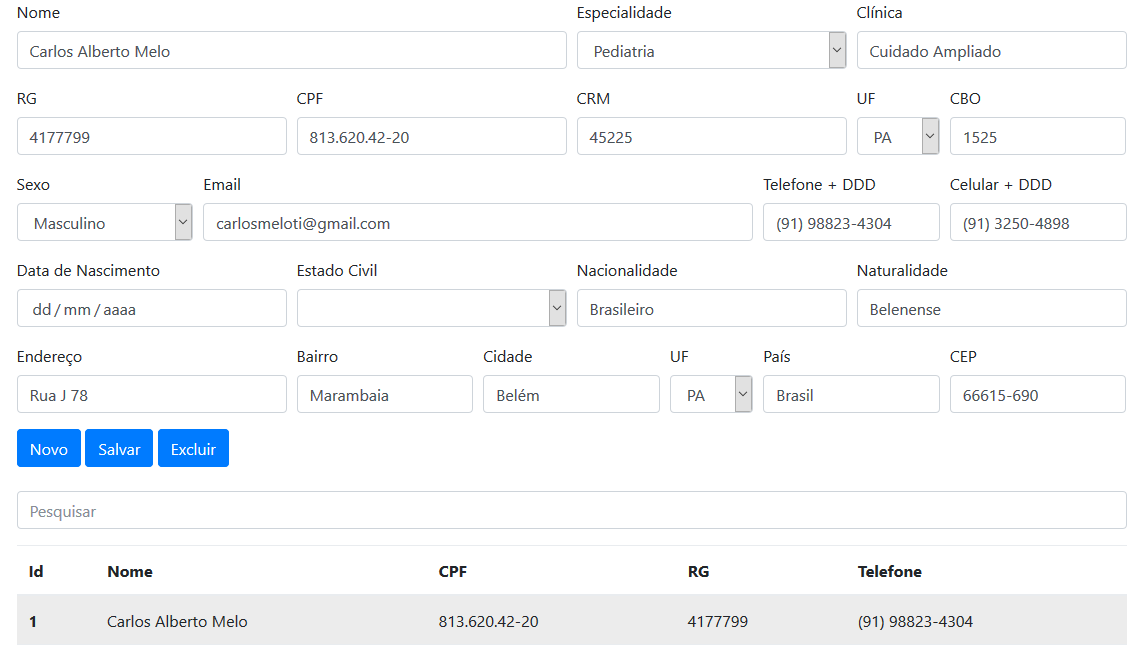 Nome Especialidade Clínica
Carlos Alberto Melo Pediatria Cuidado Ampliado
RG CPF CRM UF CBO
4177799 813.620.42-20 45225 PA 1525
Sexo Email Telefone + DDD Celular + DDD
Masculino carlosmeloti@gmail.com (91) 98823-4304 (91) 3250-4898
Data de Nascimento Estado Civil Nacionalidade Naturalidade
dd / mm / aaaa Brasileiro Belenense
Endereço Bairro Cidade UF País CEP
Rua J 78 Marambaia Belém PA Brasil 66615-690
Novo Salvar Excluir
Pesquisar
Id Nome CPF RG Telefone
1 Carlos Alberto Melo 813.620.42-20 4177799 (91) 98823-4304